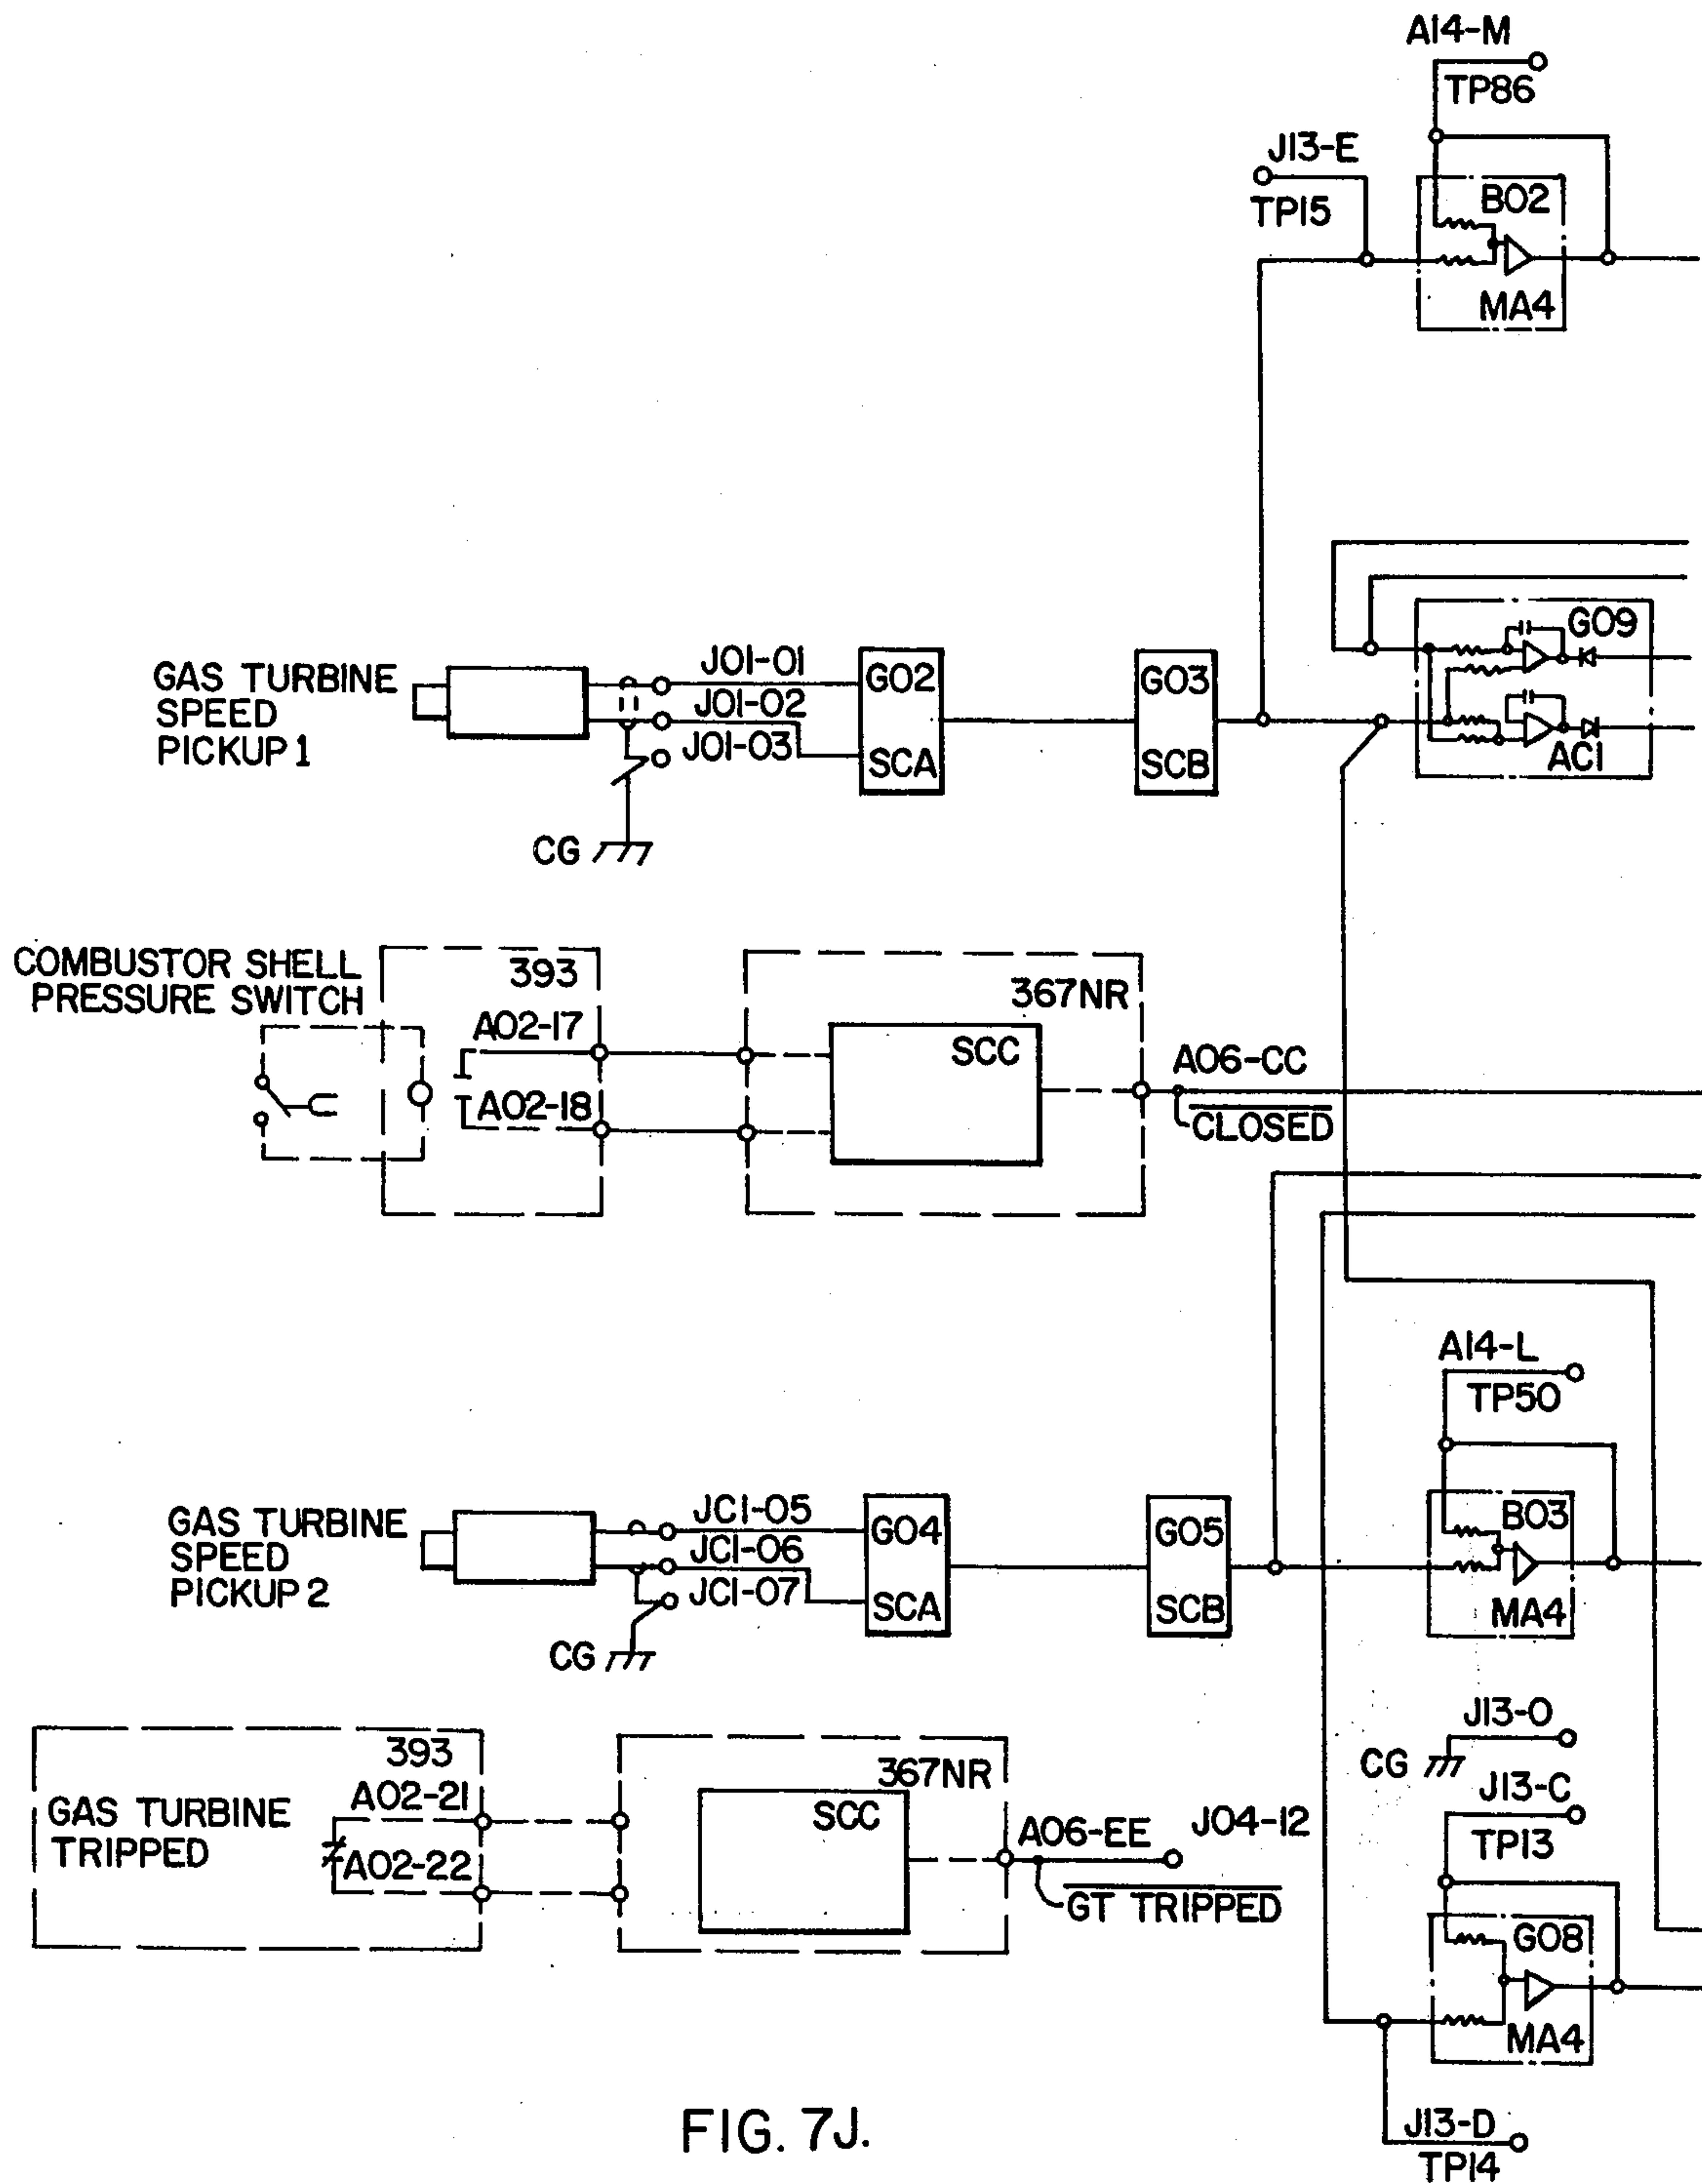 A14-M
TP86
J13-E
TP15
B02
MA4
GAS TURBINE
SPEED
PICKUP 1
J01-01
J01-02
J01-03
CG
G02
SCA
G03
SCB
G09
AC1
COMBUSTOR SHELL
PRESSURE SWITCH
393
A02-17
A02-18
367NR
SCC
A06-CC
CLOSED
A14-L
TP50
GAS TURBINE
SPEED
PICKUP 2
JC1-05
JC1-06
JC1-07
CG
G04
SCA
G05
SCB
B03
MA4
J13-O
CG
GAS TURBINE
TRIPPED
393
A02-21
A02-22
367NR
SCC
A06-EE
J04-12
GT TRIPPED
J13-C
TP13
G08
MA4
J13-D
TP14
FIG. 7J.